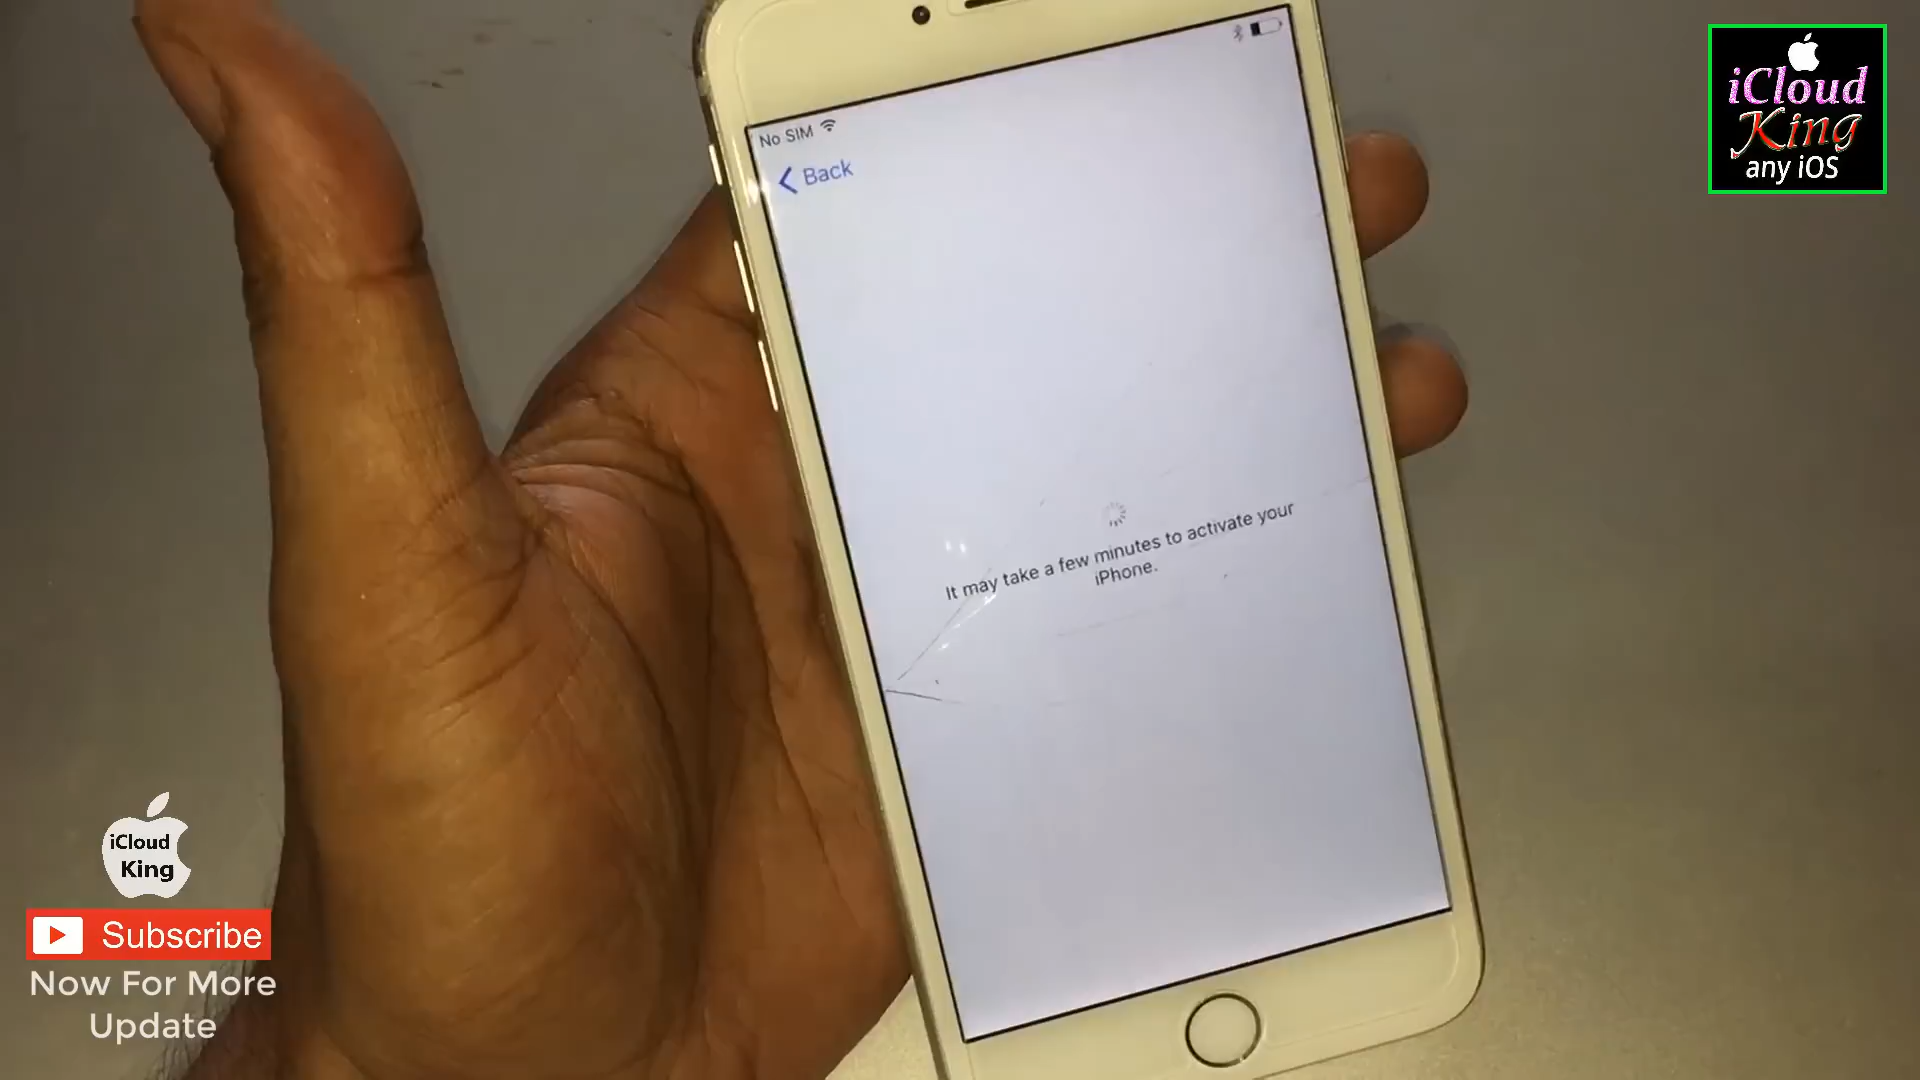 iCloud
King
any iOS
No SIM
Back
It may take a few minutes to activate your
iPhone.
iCloud
King
Subscribe
Now For More
Update